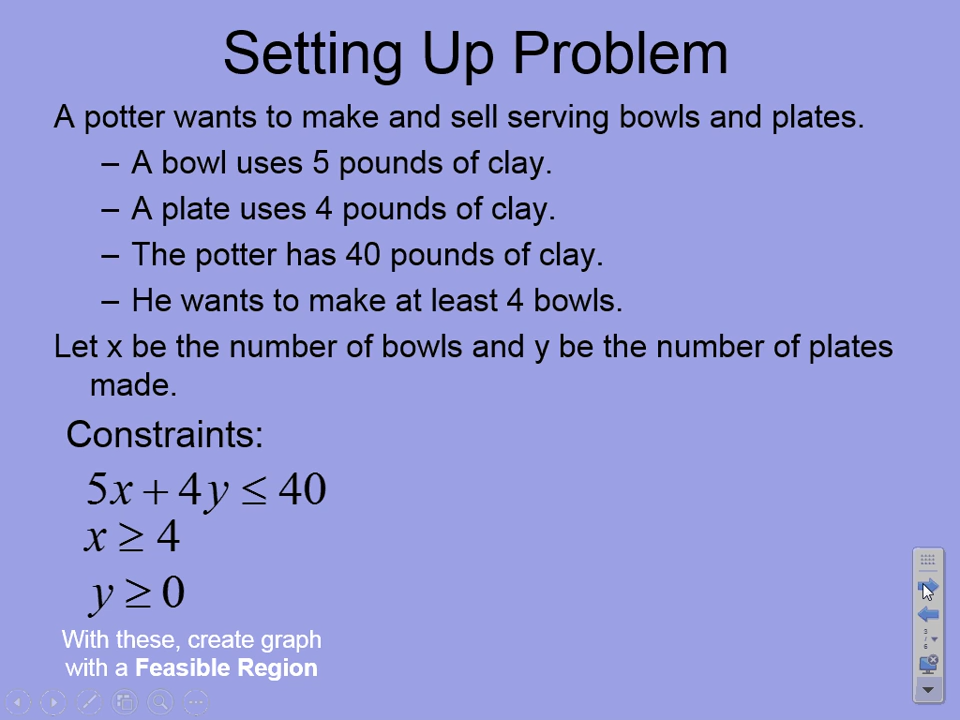 Setting Up Problem
A potter wants to make and sell serving bowls and plates.
– A bowl uses 5 pounds of clay.
– A plate uses 4 pounds of clay.
– The potter has 40 pounds of clay.
– He wants to make at least 4 bowls.
Let x be the number of bowls and y be the number of plates
made.
Constraints:
5x + 4y ≤ 40
x ≥ 4
y ≥ 0
With these, create graph
with a Feasible Region
3
/
6